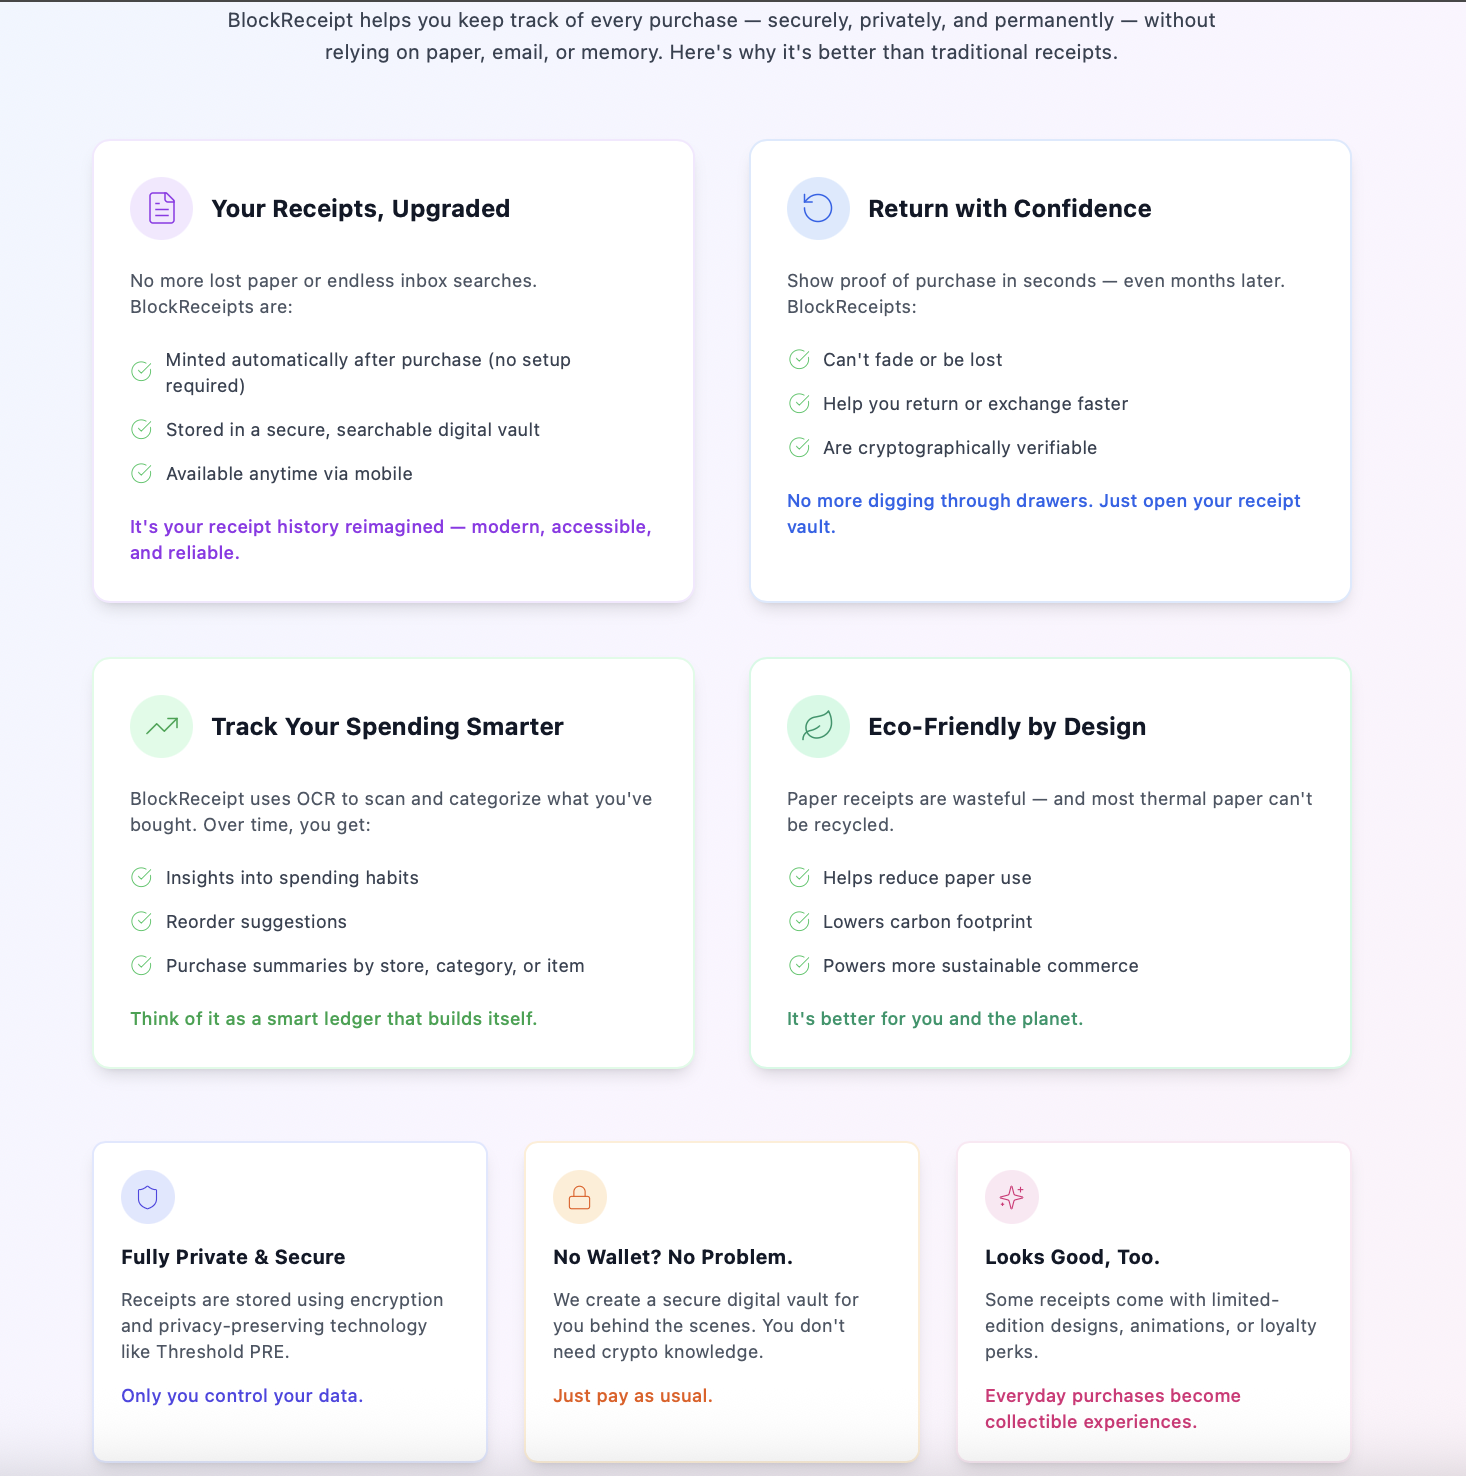 BlockReceipt helps you keep track of every purchase — securely, privately, and permanently — without
relying on paper, email, or memory. Here's why it's better than traditional receipts.
Your Receipts, Upgraded
No more lost paper or endless inbox searches.
BlockReceipts are:
Minted automatically after purchase (no setup
required)
Stored in a secure, searchable digital vault
Available anytime via mobile
It's your receipt history reimagined — modern, accessible,
and reliable.
Return with Confidence
Show proof of purchase in seconds — even months later.
BlockReceipts:
Can't fade or be lost
Help you return or exchange faster
Are cryptographically verifiable
No more digging through drawers. Just open your receipt
vault.
Track Your Spending Smarter
BlockReceipt uses OCR to scan and categorize what you've
bought. Over time, you get:
Insights into spending habits
Reorder suggestions
Purchase summaries by store, category, or item
Think of it as a smart ledger that builds itself.
Eco-Friendly by Design
Paper receipts are wasteful — and most thermal paper can't
be recycled.
Helps reduce paper use
Lowers carbon footprint
Powers more sustainable commerce
It's better for you and the planet.
Fully Private & Secure
Receipts are stored using encryption
and privacy-preserving technology
like Threshold PRE.
Only you control your data.
No Wallet? No Problem.
We create a secure digital vault for
you behind the scenes. You don't
need crypto knowledge.
Just pay as usual.
Looks Good, Too.
Some receipts come with limited-
edition designs, animations, or loyalty
perks.
Everyday purchases become
collectible experiences.